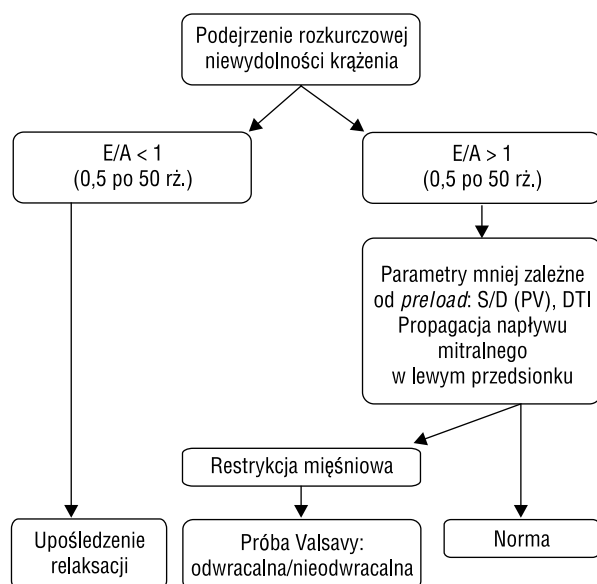 Podejrzenie rozkurczowej
niewydolności krążenia
E/A < 1
(0,5 po 50 rż.)
E/A > 1
(0,5 po 50 rż.)
Parametry mniej zależne
od preload: S/D (PV), DTI
Propagacja napływu
mitralnego
w lewym przedsionku
Restrykcja mięśniowa
Upośledzenie
relaksacji
Próba Valsavy:
odwracalna/nieodwracalna
Norma